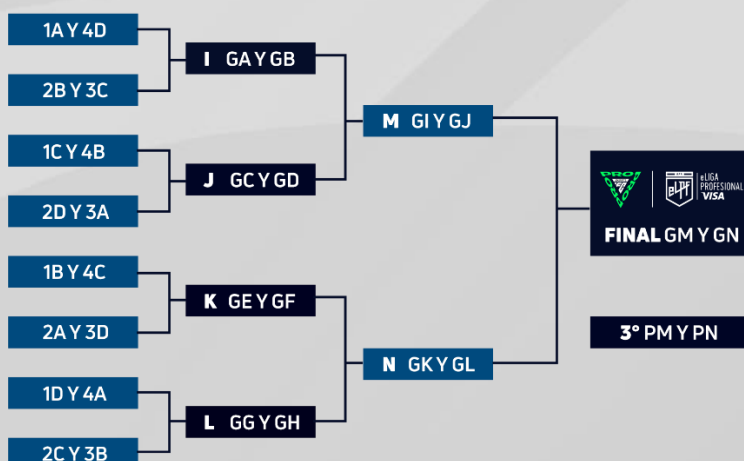 1A Y 4D
2B Y 3C
1C Y 4B
2D Y 3A
1B Y 4C
2A Y 3D
1D Y 4A
2C Y 3B
I GA Y GB
J GC Y GD
K GE Y GF
L GG Y GH
M GI Y GJ
N GK Y GL
PRO
eLPF
eLIGA
PROFESIONAL
VISA
FINAL GM Y GN
3° PM Y PN